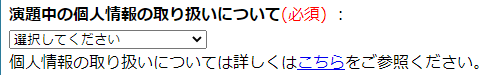 演題中の個人情報の取り扱いについて(必須) ：
選択してください
個人情報の取り扱いについては詳しくはこちらをご参照ください。